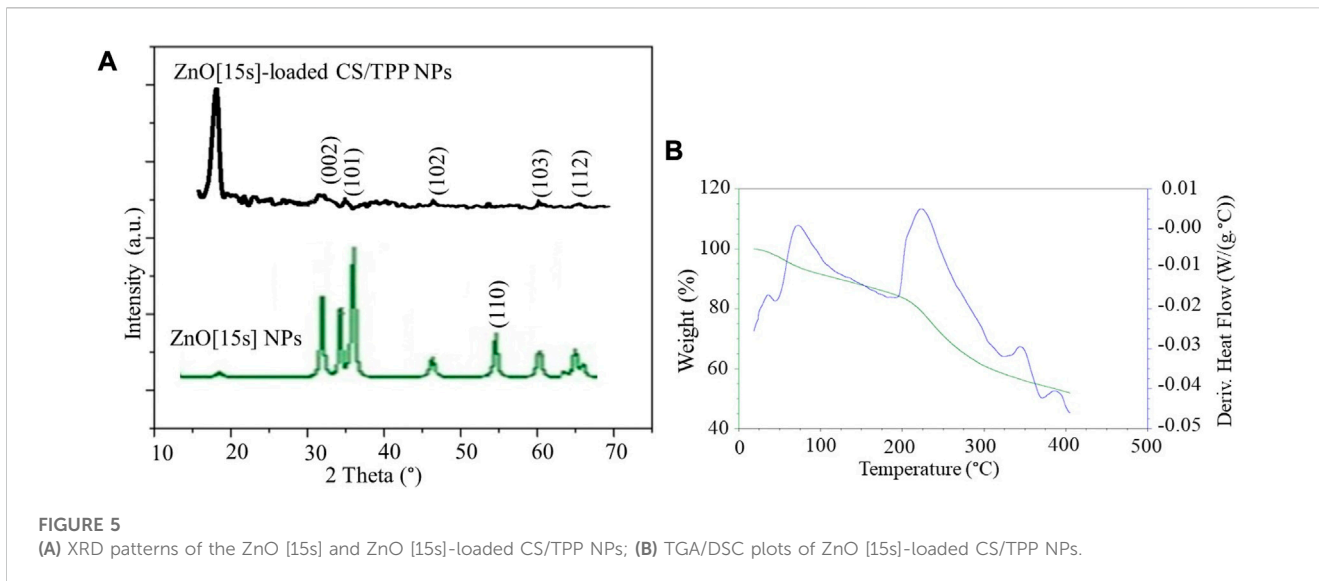 A
ZnO[15s]-loaded CS/TPP NPs
(002)
(101)
(102)
(103)
(112)
ZnO[15s] NPs
(110)
Intensity (a.u.)
10 20 30 40 50 60 70
2 Theta (°)
B
120
100
80
60
40
Weight (%)
0.01
-0.00
-0.01
-0.02
-0.03
-0.04
-0.05
Deriv. Heat Flow (W/(g.°C))
0 100 200 300 400 500
Temperature (°C)
FIGURE 5
(A) XRD patterns of the ZnO [15s] and ZnO [15s]-loaded CS/TPP NPs; (B) TGA/DSC plots of ZnO [15s]-loaded CS/TPP NPs.